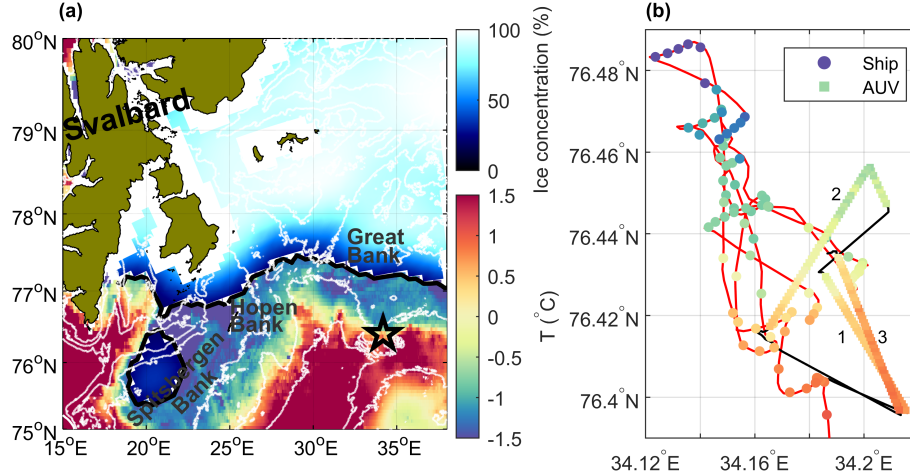 (a)
80°N
79°N
78°N
77°N
76°N
75°N
15°E
20°E
25°E
30°E
35°E
Svalbard
Great
Bank
Hopen
Bank
Spitsbergen
Bank
100
50
0
Ice concentration (%)
1.5
1
0.5
0
-0.5
-1
-1.5
T (°C)
(b)
76.48°N
76.46°N
76.44°N
76.42°N
76.4°N
34.12°E
34.16°E
34.2°E
Ship
AUV
2
1
3